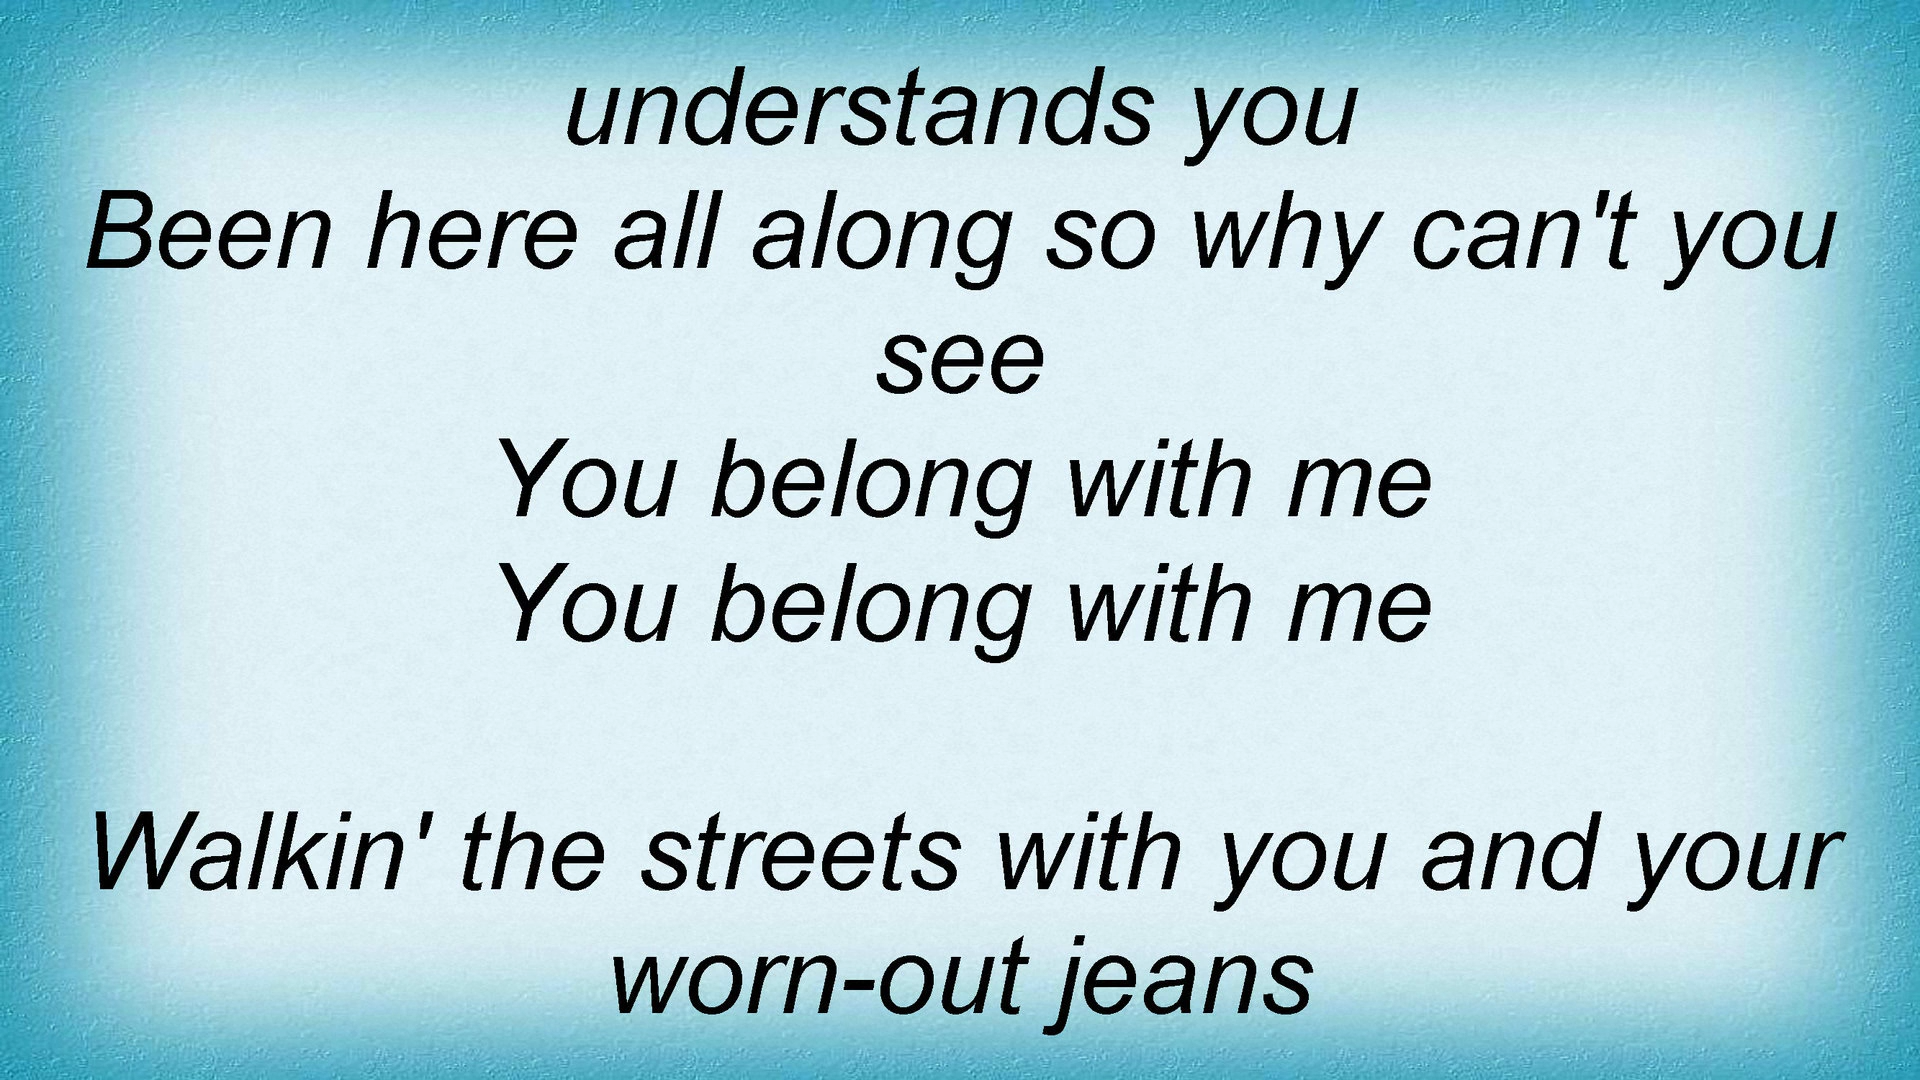 understands you
Been here all along so why can't you
see
You belong with me
You belong with me
Walkin' the streets with you and your
worn-out jeans